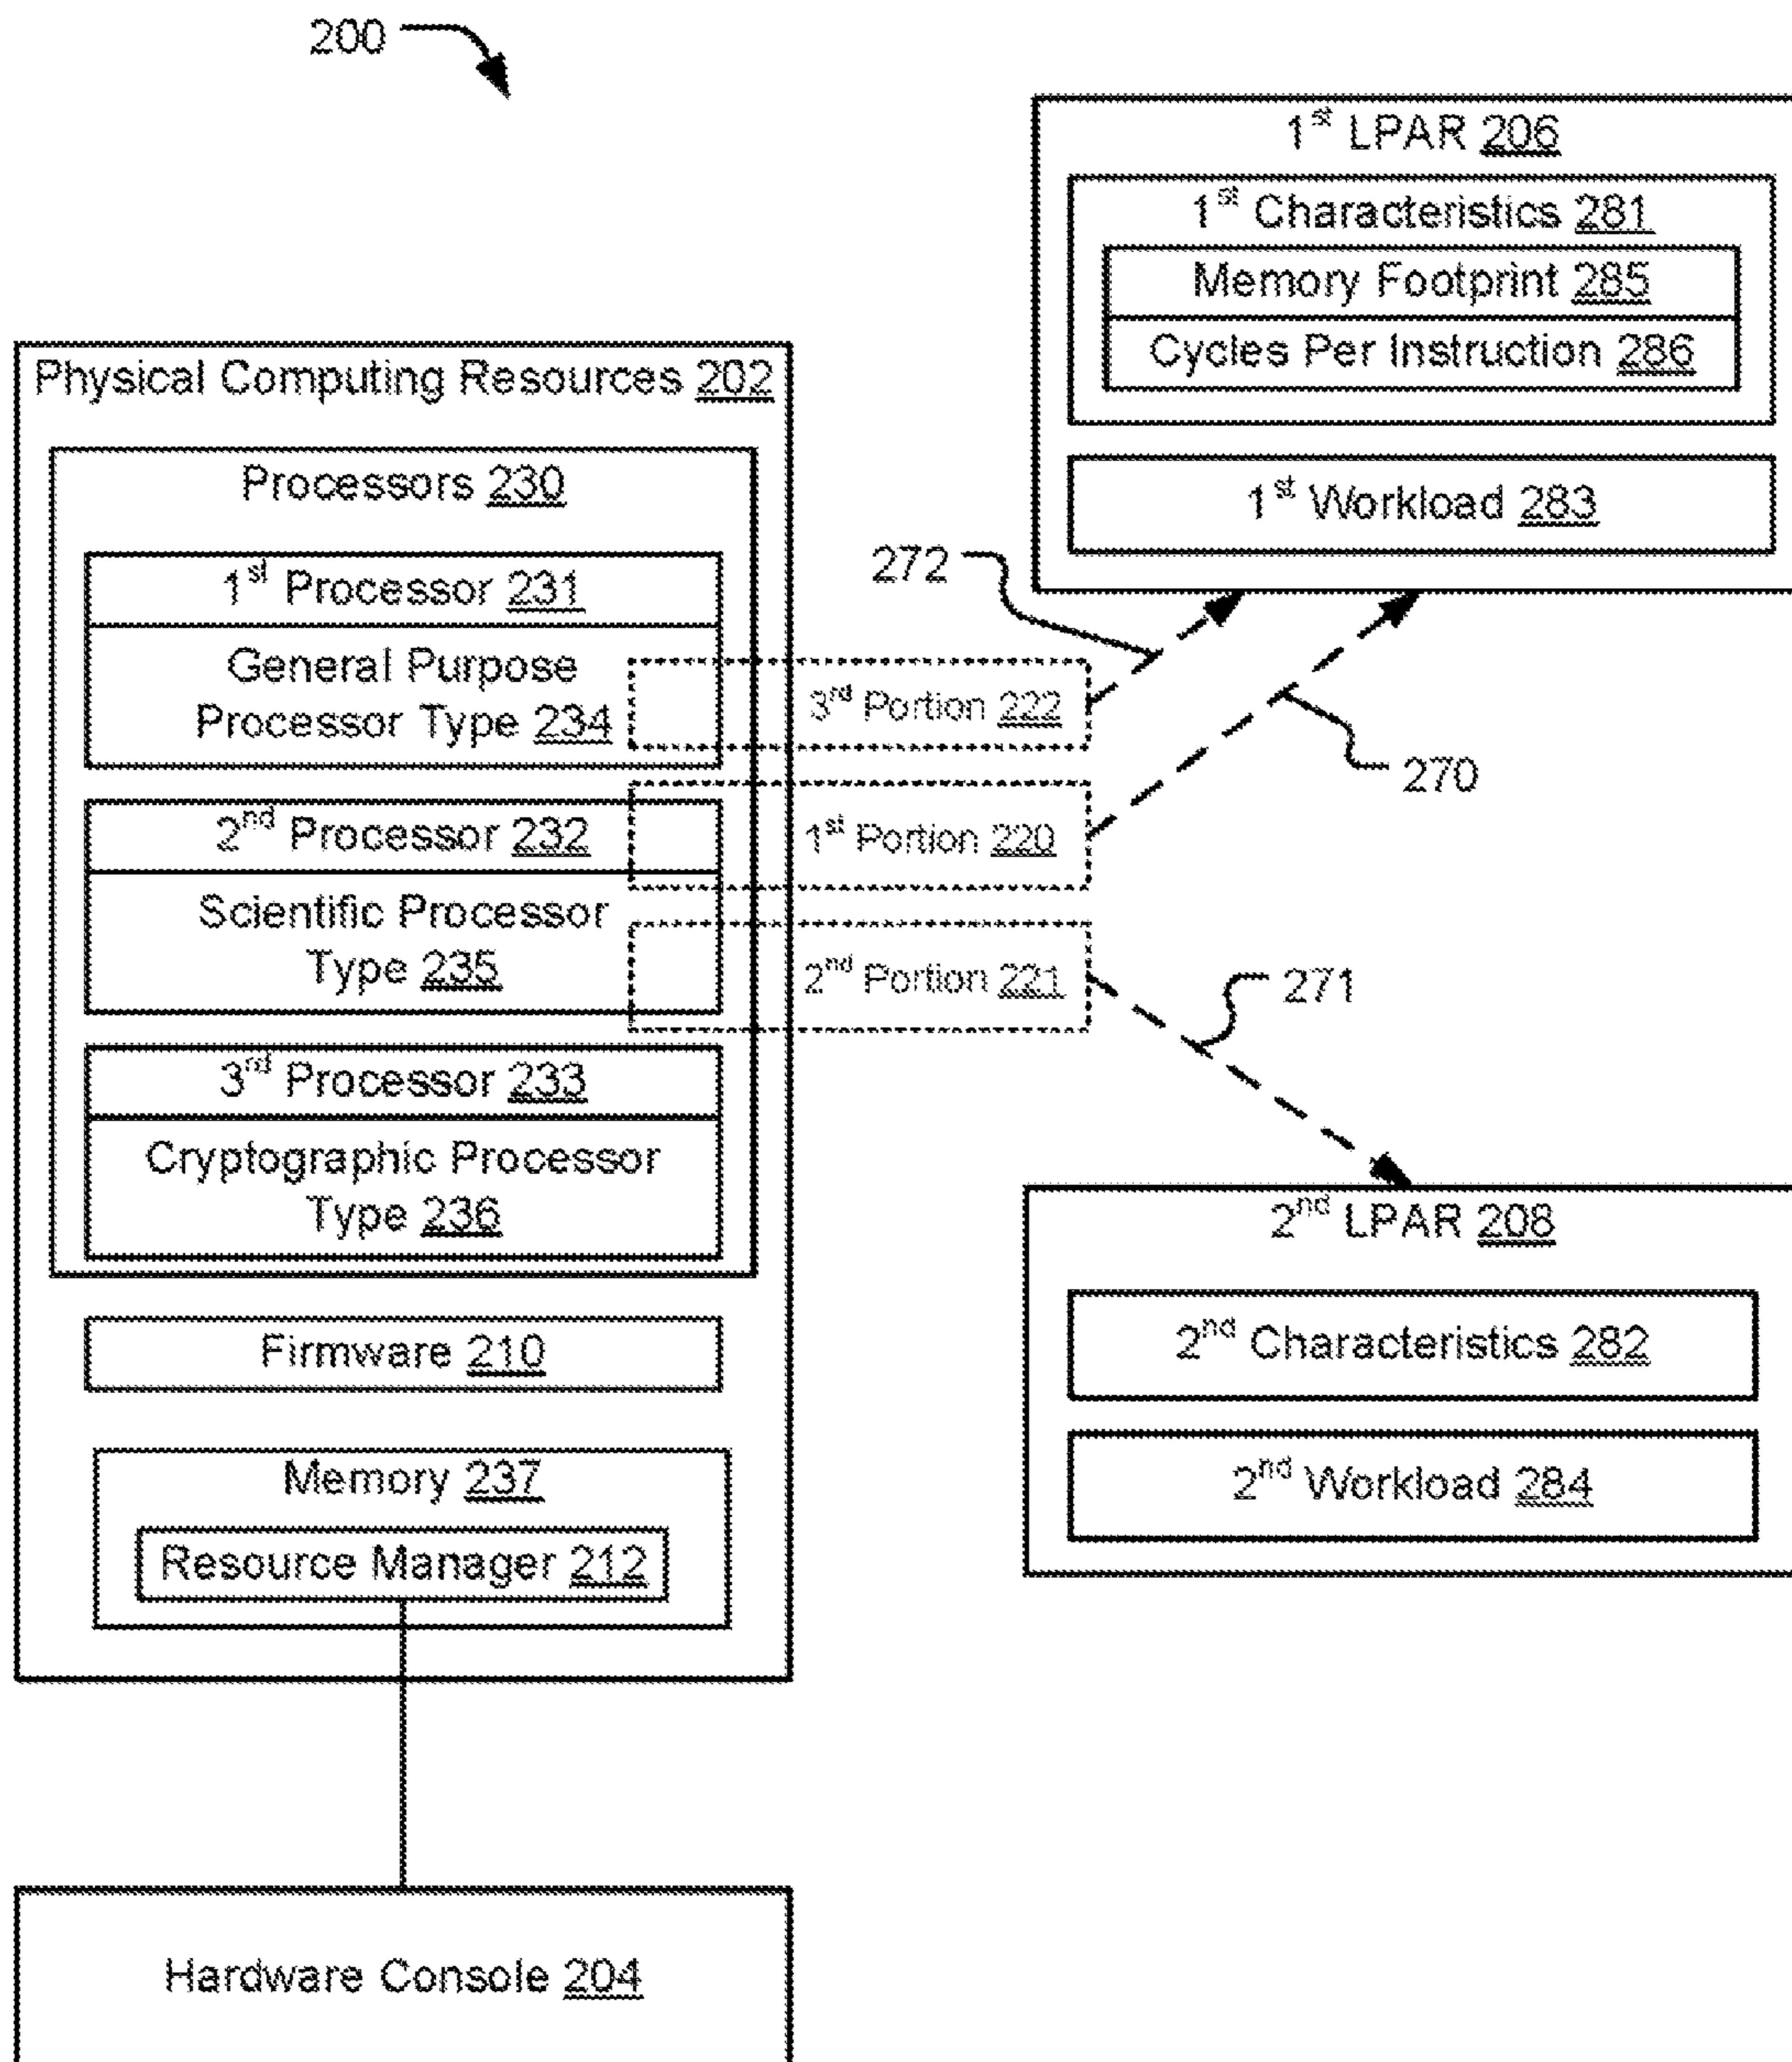 200
1st LPAR 206
1st Characteristics 281
Memory Footprint 285
Cycles Per Instruction 286
1st Workload 283
Physical Computing Resources 202
Processors 230
1st Processor 231
General Purpose
Processor Type 234
2nd Processor 232
Scientific Processor
Type 235
3rd Processor 233
Cryptographic Processor
Type 236
Firmware 210
Memory 237
Resource Manager 212
272
3rd Portion 222
270
1st Portion 220
2nd Portion 221
271
2nd LPAR 208
2nd Characteristics 282
2nd Workload 284
Hardware Console 204